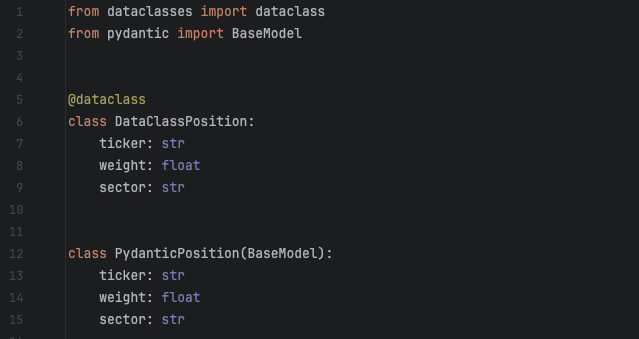 1 from dataclasses import dataclass
2 from pydantic import BaseModel
3
4
5 @dataclass
6 class DataClassPosition:
7     ticker: str
8     weight: float
9     sector: str
10
11
12 class PydanticPosition(BaseModel):
13     ticker: str
14     weight: float
15     sector: str